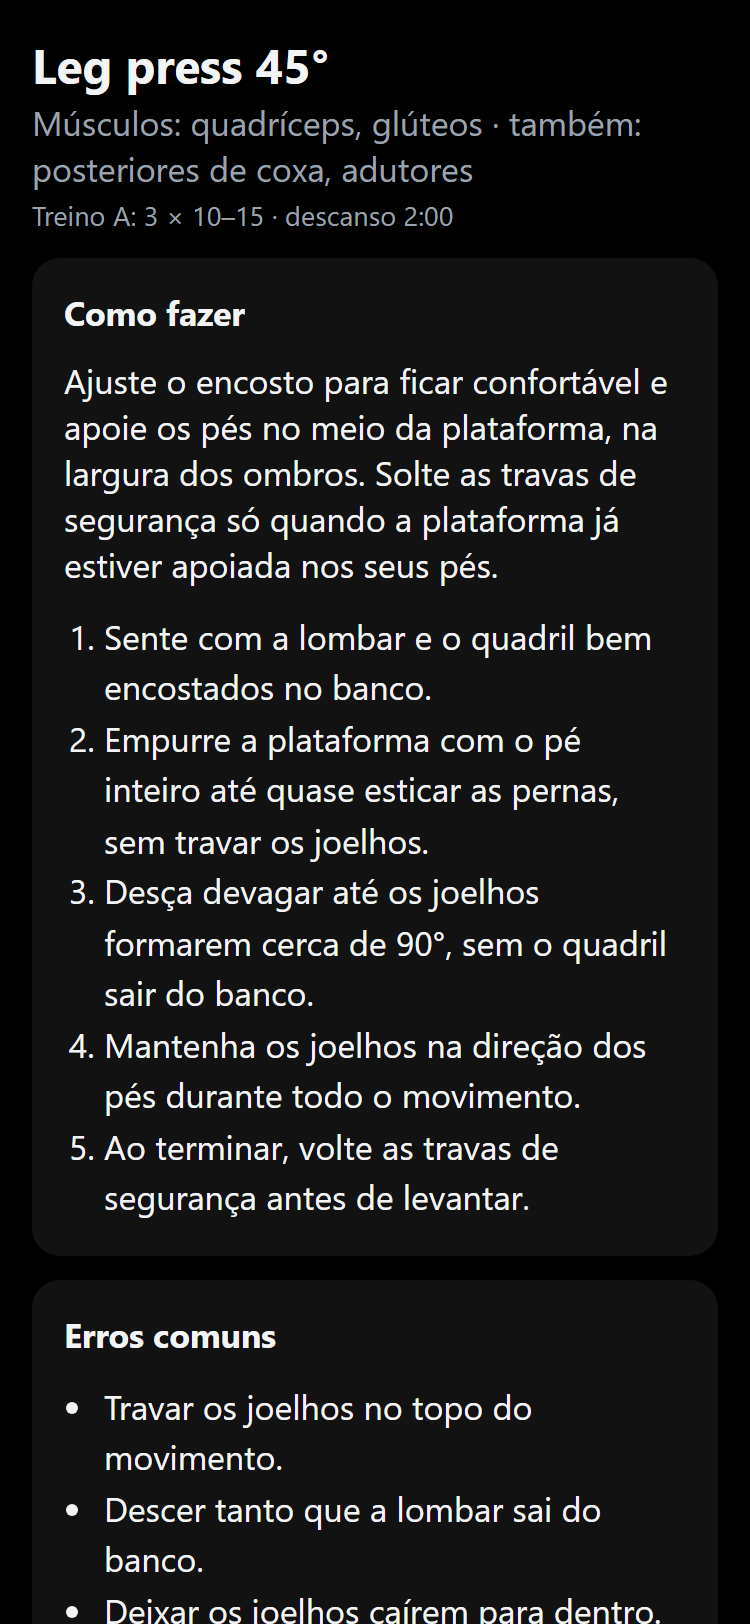 Leg press 45°
Músculos: quadríceps, glúteos · também:
posteriores de coxa, adutores
Treino A: 3 × 10–15 · descanso 2:00
Como fazer
Ajuste o encosto para ficar confortável e
apoie os pés no meio da plataforma, na
largura dos ombros. Solte as travas de
segurança só quando a plataforma já
estiver apoiada nos seus pés.
1. Sente com a lombar e o quadril bem
encostados no banco.
2. Empurre a plataforma com o pé
inteiro até quase esticar as pernas,
sem travar os joelhos.
3. Desça devagar até os joelhos
formarem cerca de 90°, sem o quadril
sair do banco.
4. Mantenha os joelhos na direção dos
pés durante todo o movimento.
5. Ao terminar, volte as travas de
segurança antes de levantar.
Erros comuns
• Travar os joelhos no topo do
movimento.
• Descer tanto que a lombar sai do
banco.
• Deixar os joelhos caírem para dentro.